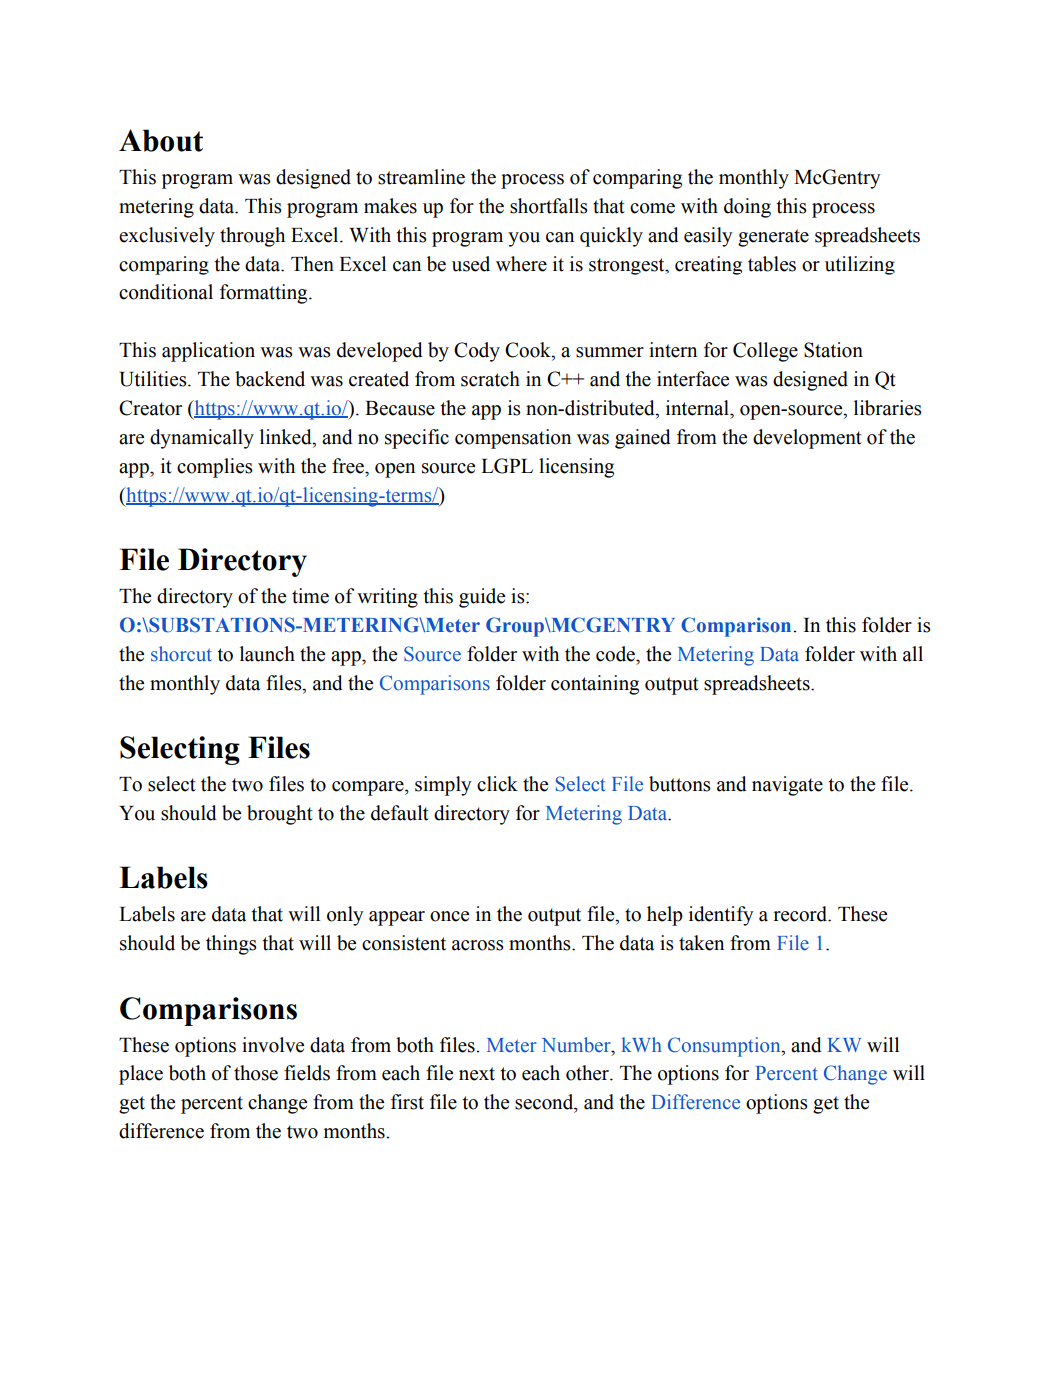 About
This program was designed to streamline the process of comparing the monthly McGentry
metering data. This program makes up for the shortfalls that come with doing this process
exclusively through Excel. With this program you can quickly and easily generate spreadsheets
comparing the data. Then Excel can be used where it is strongest, creating tables or utilizing
conditional formatting.
This application was was developed by Cody Cook, a summer intern for College Station
Utilities. The backend was created from scratch in C++ and the interface was designed in Qt
Creator (https://www.qt.io/). Because the app is non-distributed, internal, open-source, libraries
are dynamically linked, and no specific compensation was gained from the development of the
app, it complies with the free, open source LGPL licensing
(https://www.qt.io/qt-licensing-terms/)
File Directory
The directory of the time of writing this guide is:
O:\SUBSTATIONS-METERING\Meter Group\MCGENTRY Comparison. In this folder is
the shorcut to launch the app, the Source folder with the code, the Metering Data folder with all
the monthly data files, and the Comparisons folder containing output spreadsheets.
Selecting Files
To select the two files to compare, simply click the Select File buttons and navigate to the file.
You should be brought to the default directory for Metering Data.
Labels
Labels are data that will only appear once in the output file, to help identify a record. These
should be things that will be consistent across months. The data is taken from File 1.
Comparisons
These options involve data from both files. Meter Number, kWh Consumption, and KW will
place both of those fields from each file next to each other. The options for Percent Change will
get the percent change from the first file to the second, and the Difference options get the
difference from the two months.